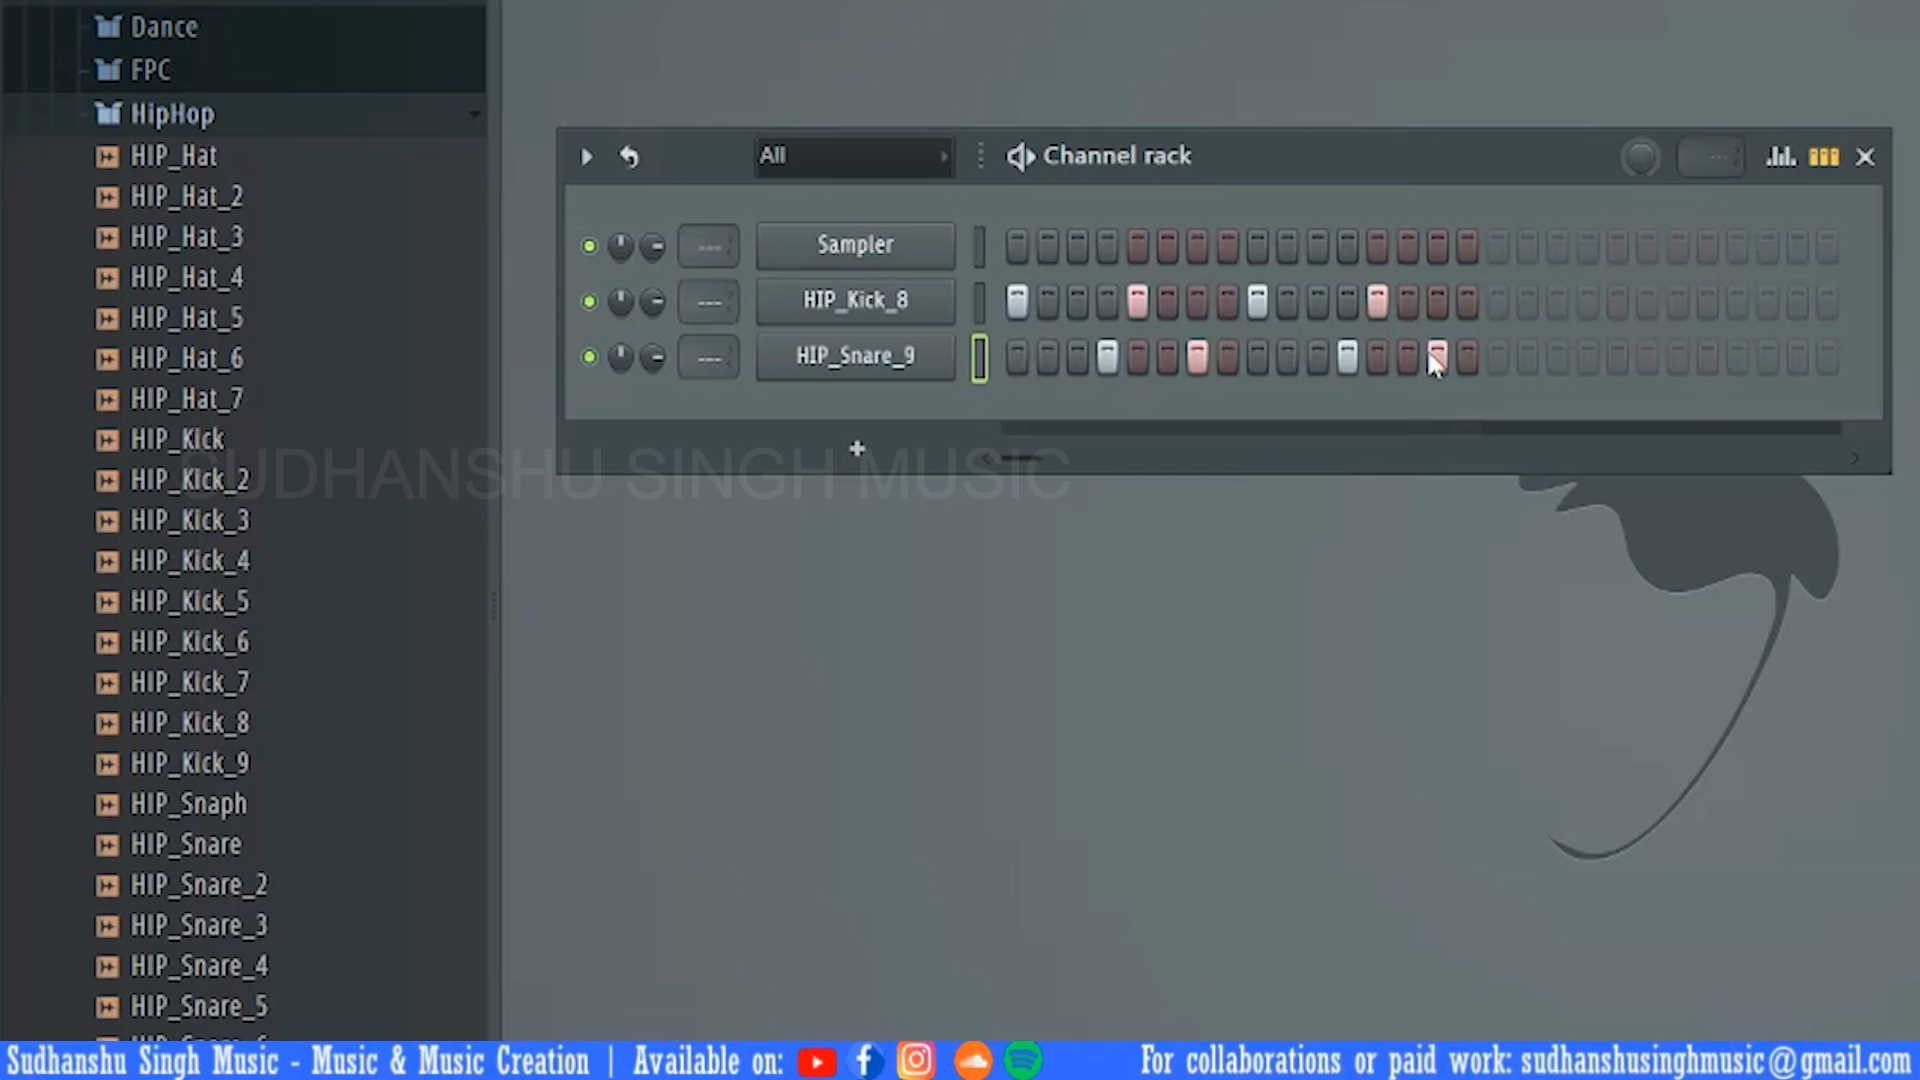 Dance
FPC
HipHop
HIP_Hat
HIP_Hat_2
HIP_Hat_3
HIP_Hat_4
HIP_Hat_5
HIP_Hat_6
HIP_Hat_7
HIP_Kick
HIP_Kick_2
HIP_Kick_3
HIP_Kick_4
HIP_Kick_5
HIP_Kick_6
HIP_Kick_7
HIP_Kick_8
HIP_Kick_9
HIP_Snaph
HIP_Snare
HIP_Snare_2
HIP_Snare_3
HIP_Snare_4
HIP_Snare_5
All
Channel rack
Sampler
HIP_Kick_8
HIP_Snare_9
SUDHANSHU SINGH MUSIC
Sudhanshu Singh Music - Music & Music Creation | Available on:
For collaborations or paid work: sudhanshusinghmusic@gmail.com